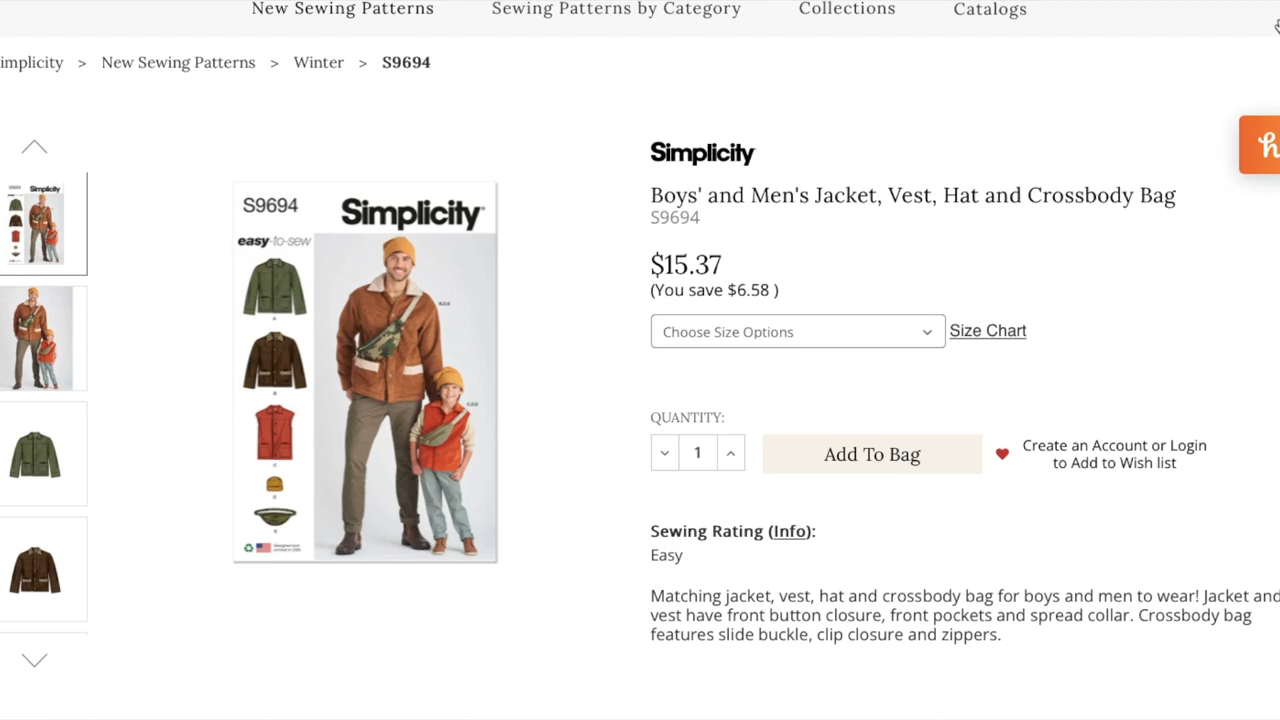 New Sewing Patterns Sewing Patterns by Category Collections Catalogs
implicity > New Sewing Patterns > Winter > S9694
Simplicity
Boys' and Men's Jacket, Vest, Hat and Crossbody Bag
S9694
$15.37
(You save $6.58 )
Choose Size Options Size Chart
QUANTITY:
1 Add To Bag Create an Account or Login
to Add to Wish list
Sewing Rating (Info):
Easy
Matching jacket, vest, hat and crossbody bag for boys and men to wear! Jacket and
vest have front button closure, front pockets and spread collar. Crossbody bag
features slide buckle, clip closure and zippers.
S9694 Simplicity
easy-to-sew
Simplicity